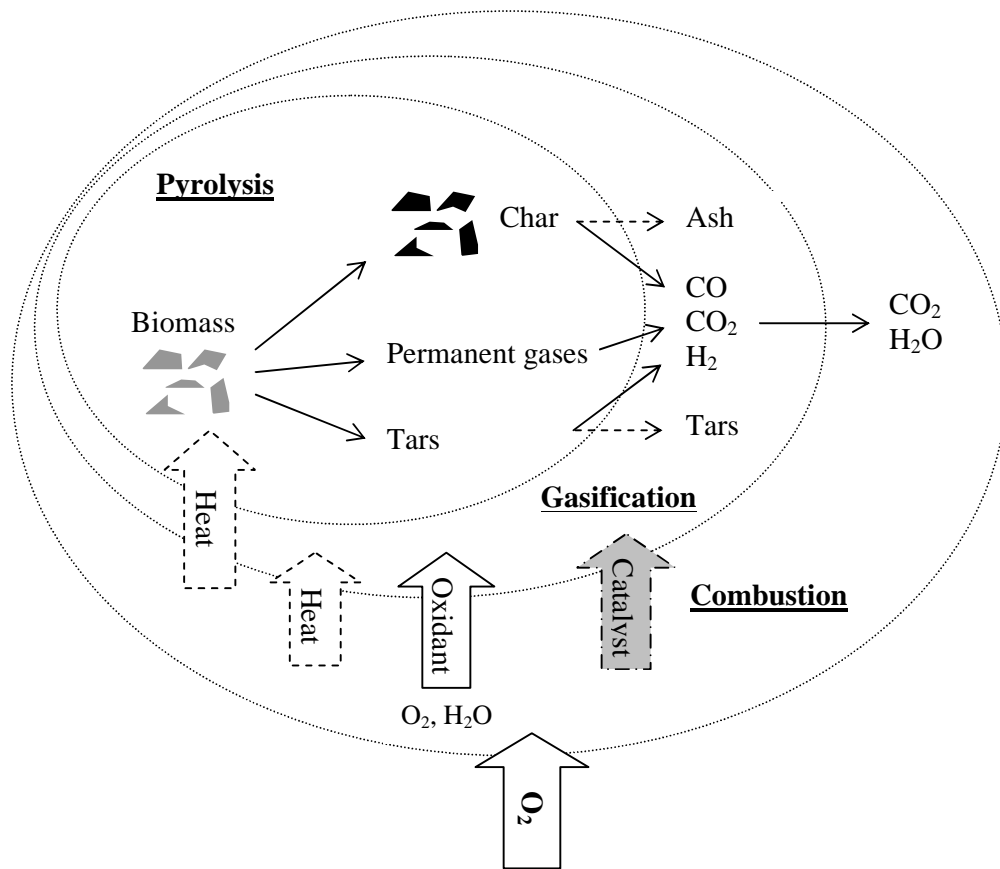 Pyrolysis
Char
Ash
Biomass
CO
CO₂
H₂
CO₂
H₂O
Permanent gases
Tars
Tars
Heat
Gasification
Heat
Oxidant
Catalyst
Combustion
O₂, H₂O
O₂